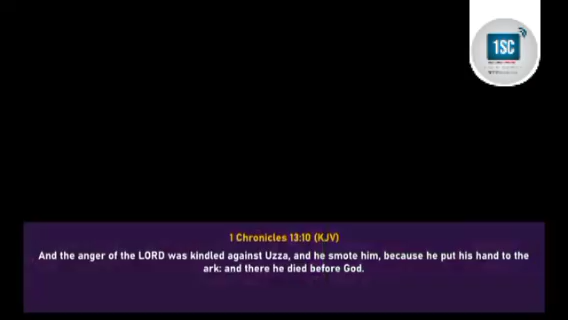 1SC
1 Chronicles 13:10 (KJV)
And the anger of the LORD was kindled against Uzza, and he smote him, because he put his hand to the
ark: and there he died before God.